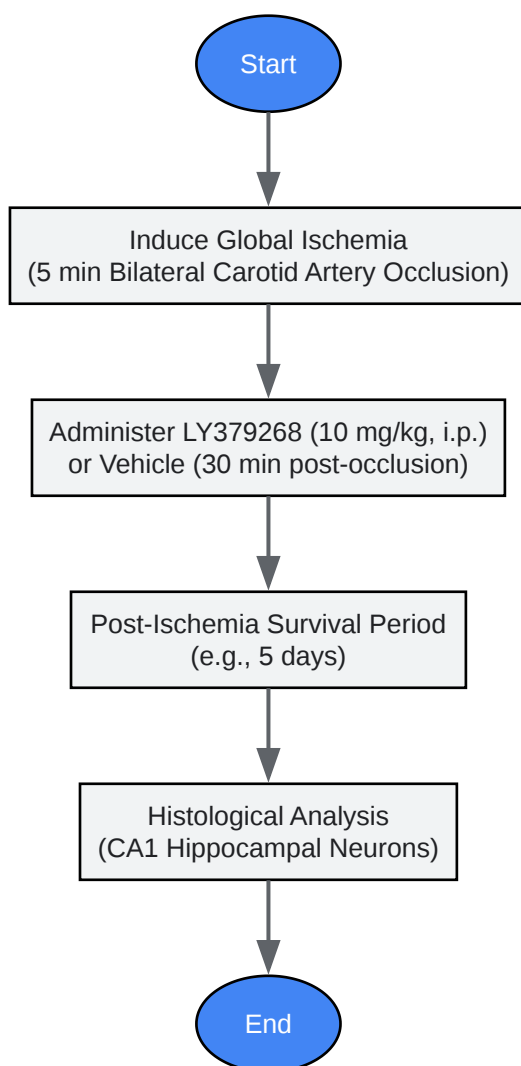 Start
Induce Global Ischemia
(5 min Bilateral Carotid Artery Occlusion)
Administer LY379268 (10 mg/kg, i.p.)
or Vehicle (30 min post-occlusion)
Post-Ischemia Survival Period
(e.g., 5 days)
Histological Analysis
(CA1 Hippocampal Neurons)
End